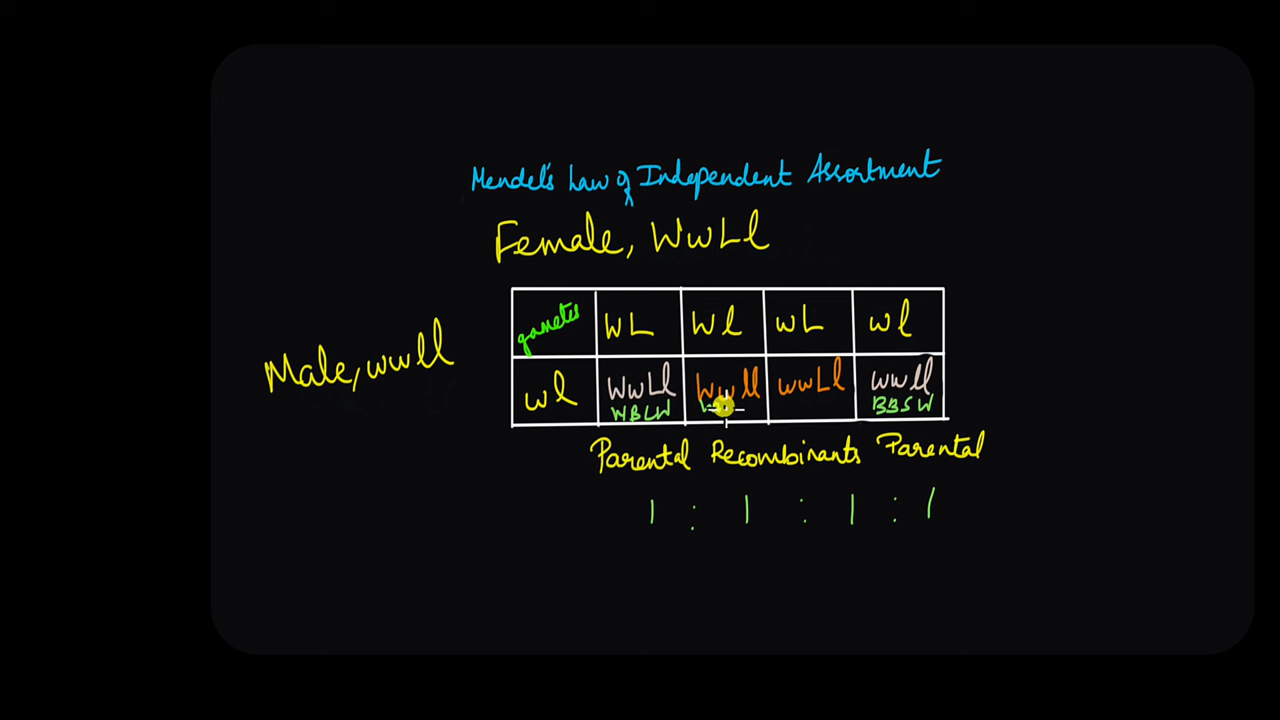 Mendel's Law of Independent Assortment
Female, WwLl
Male, wwll
gametes WL Wl wL wl
wl WwLl Wwll wwLl wwll
WBLW BBSW
Parental Recombinants Parental
1 : 1 : 1 : 1